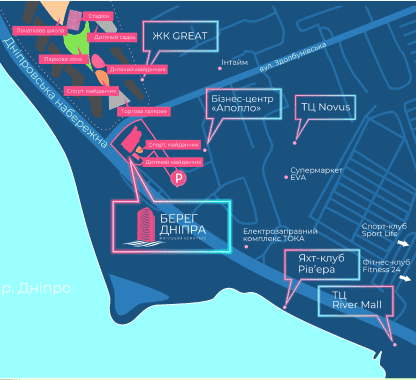 Стадіон
Початкова школа
Дитячий садок
ЖК GREAT
Паркова зона
Дитячий майданчик
Інтайм
вул. Здолбунівська
Дніпровська набережна
Спорт майданчик
Торгова галерея
Бізнес-центр
«Аполло»
ТЦ Novus
Спорт майданчик
Дитячий майданчик
P
Супермаркет
EVA
БЕРЕГ
ДНІПРА
Електрозаправний
комплекс ТОКА
Спорт-клуб
Sport Life
Яхт-клуб
Рів'єра
Фітнес-клуб
Fitness 24
р. Дніпро
ТЦ
River Mall